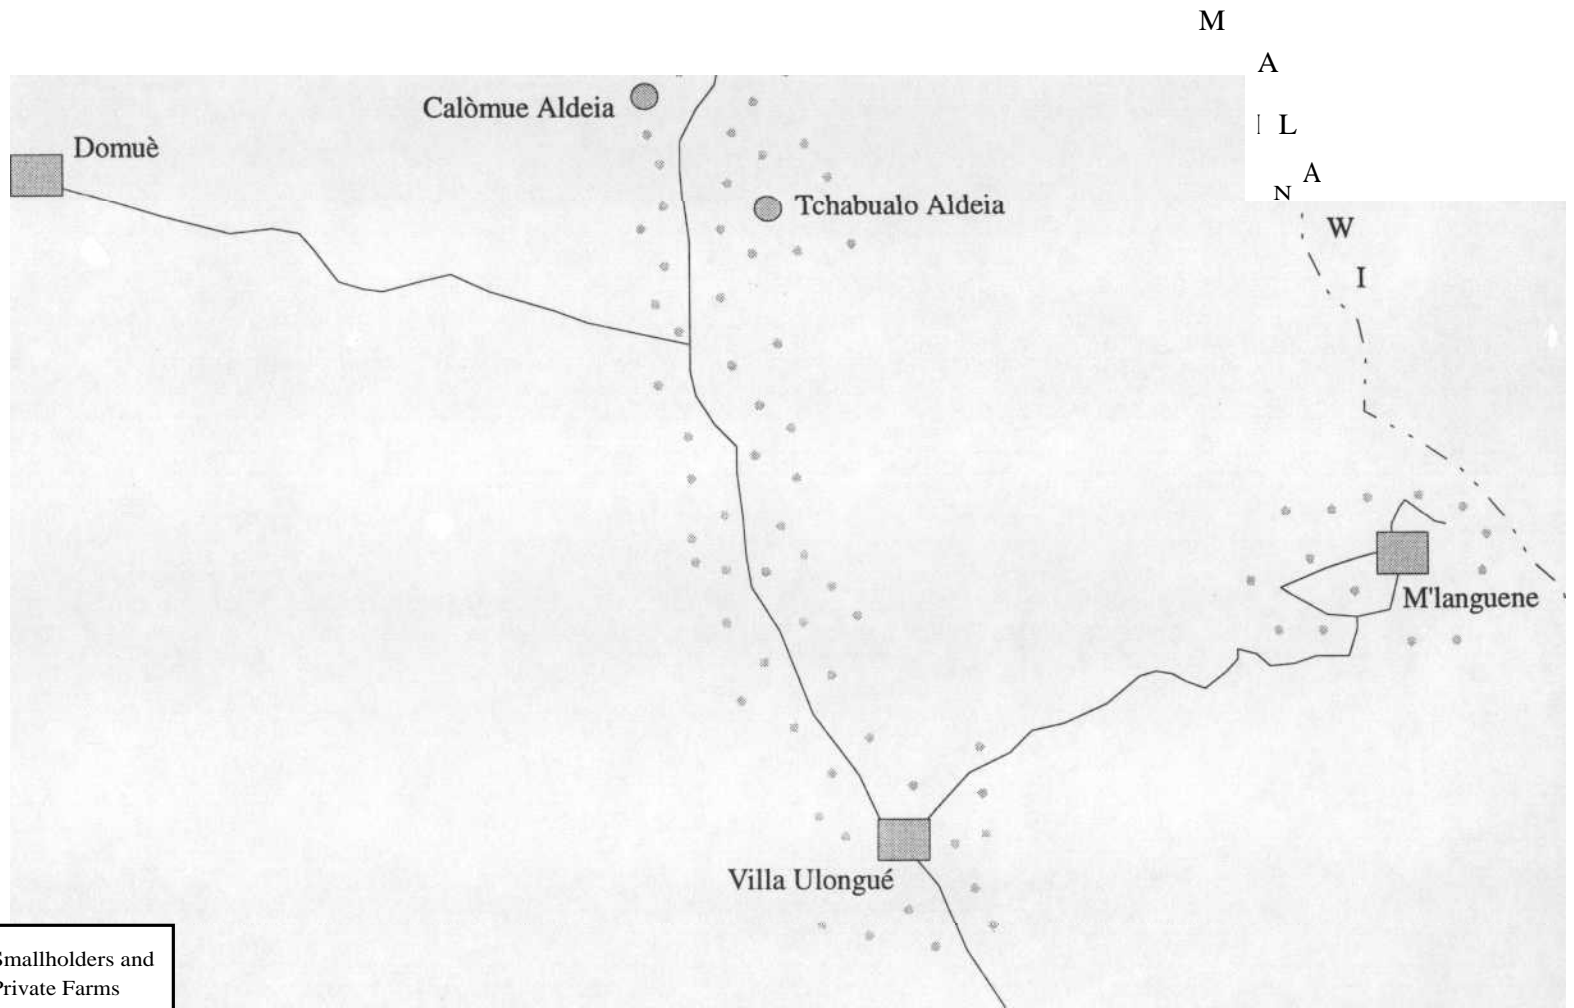 M
A
L
A
N
W
I
Calòmue Aldeia
Domuè
Tchabualo Aldeia
M'languene
Villa Ulongué
Smallholders and
Private Farms